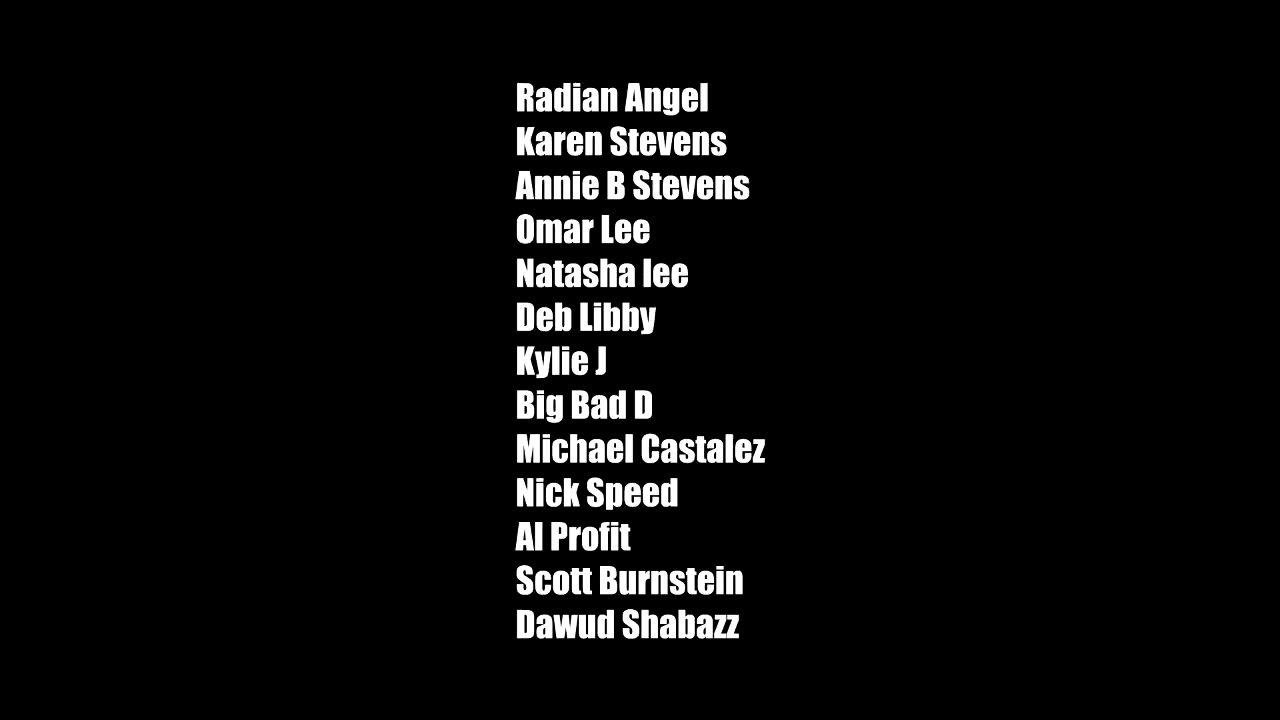 Radian Angel
Karen Stevens
Annie B Stevens
Omar Lee
Natasha lee
Deb Libby
Kylie J
Big Bad D
Michael Castalez
Nick Speed
Al Profit
Scott Burnstein
Dawud Shabazz